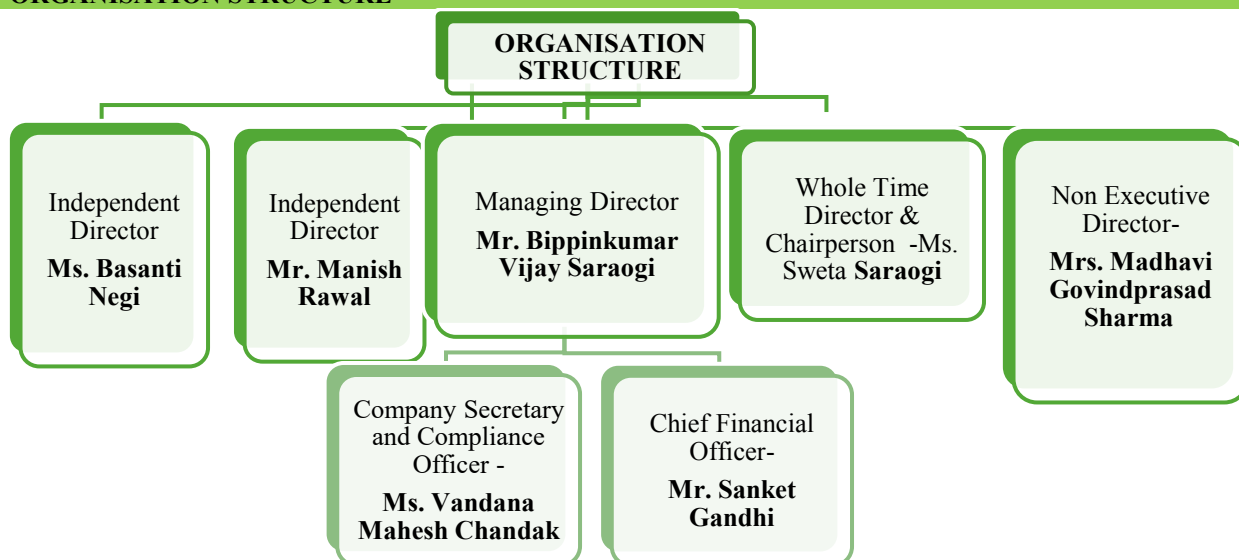 ORGANISATION STRUCTURE
ORGANISATION
STRUCTURE
Independent
Director
Ms. Basanti
Negi
Independent
Director
Mr. Manish
Rawal
Managing Director
Mr. Bippinkumar
Vijay Saraogi
Whole Time
Director &
Chairperson -Ms.
Sweta Saraogi
Non Executive
Director-
Mrs. Madhavi
Govindprasad
Sharma
Company Secretary
and Compliance
Officer -
Ms. Vandana
Mahesh Chandak
Chief Financial
Officer-
Mr. Sanket
Gandhi